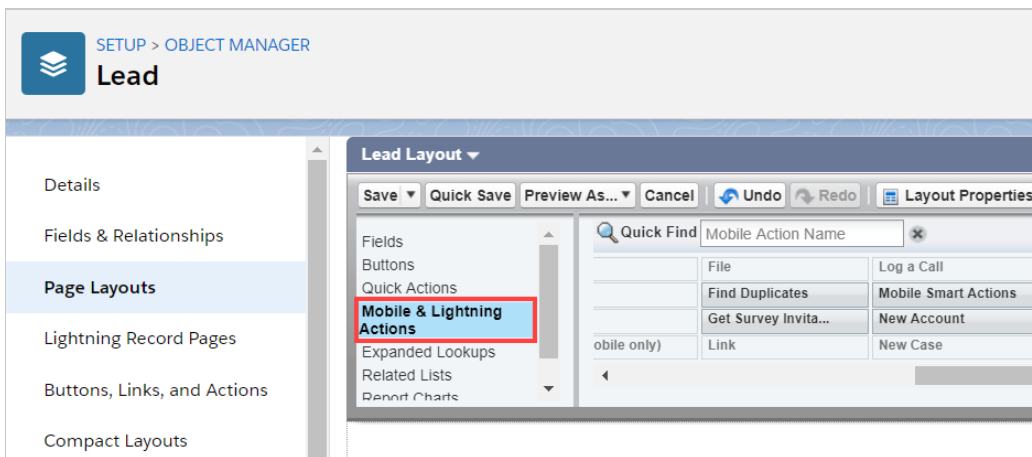 SETUP > OBJECT MANAGER
Lead
Details
Fields & Relationships
Page Layouts
Lightning Record Pages
Buttons, Links, and Actions
Compact Layouts
Lead Layout
Save Quick Save Preview As... Cancel Undo Redo Layout Properties
Fields
Buttons
Quick Actions
Mobile & Lightning
Actions
Expanded Lookups
Related Lists
Report Charts
Quick Find Mobile Action Name
File Log a Call
Find Duplicates Mobile Smart Actions
Get Survey Invita... New Account
obile only) Link New Case